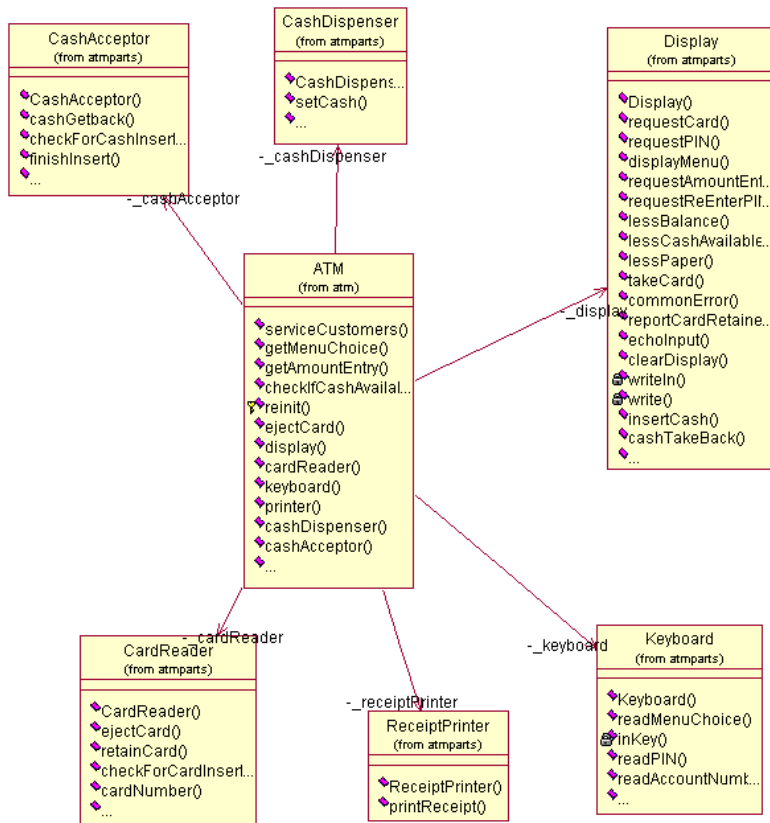 CashAcceptor
(from atmparts)
CashAcceptor()
cashGetback()
checkForCashInsert...
finishInsert()
...
CashDispenser
(from atmparts)
CashDispens...
setCash()
...
Display
(from atmparts)
Display()
requestCard()
requestPIN()
displayMenu()
requestAmountEnt...
requestReEnterPII...
lessBalance()
lessCashAvailable...
lessPaper()
takeCard()
commonError()
reportCardRetaine...
echoInput()
clearDisplay()
writeln()
write()
insertCash()
cashTakeBack()
...
-_cashAcceptor
-_cashDispenser
-_display
ATM
(from atm)
serviceCustomers()
getMenuChoice()
getAmountEntry()
checkIfCashAvailal...
reinit()
ejectCard()
display()
cardReader()
keyboard()
printer()
cashDispenser()
cashAcceptor()
...
-_cardReader
-_receiptPrinter
-_keyboard
CardReader
(from atmparts)
CardReader()
ejectCard()
retainCard()
checkForCardInsert...
cardNumber()
...
ReceiptPrinter
(from atmparts)
ReceiptPrinter()
printReceipt()
Keyboard
(from atmparts)
Keyboard()
readMenuChoice()
inKey()
readPIN()
readAccountNumb...
...